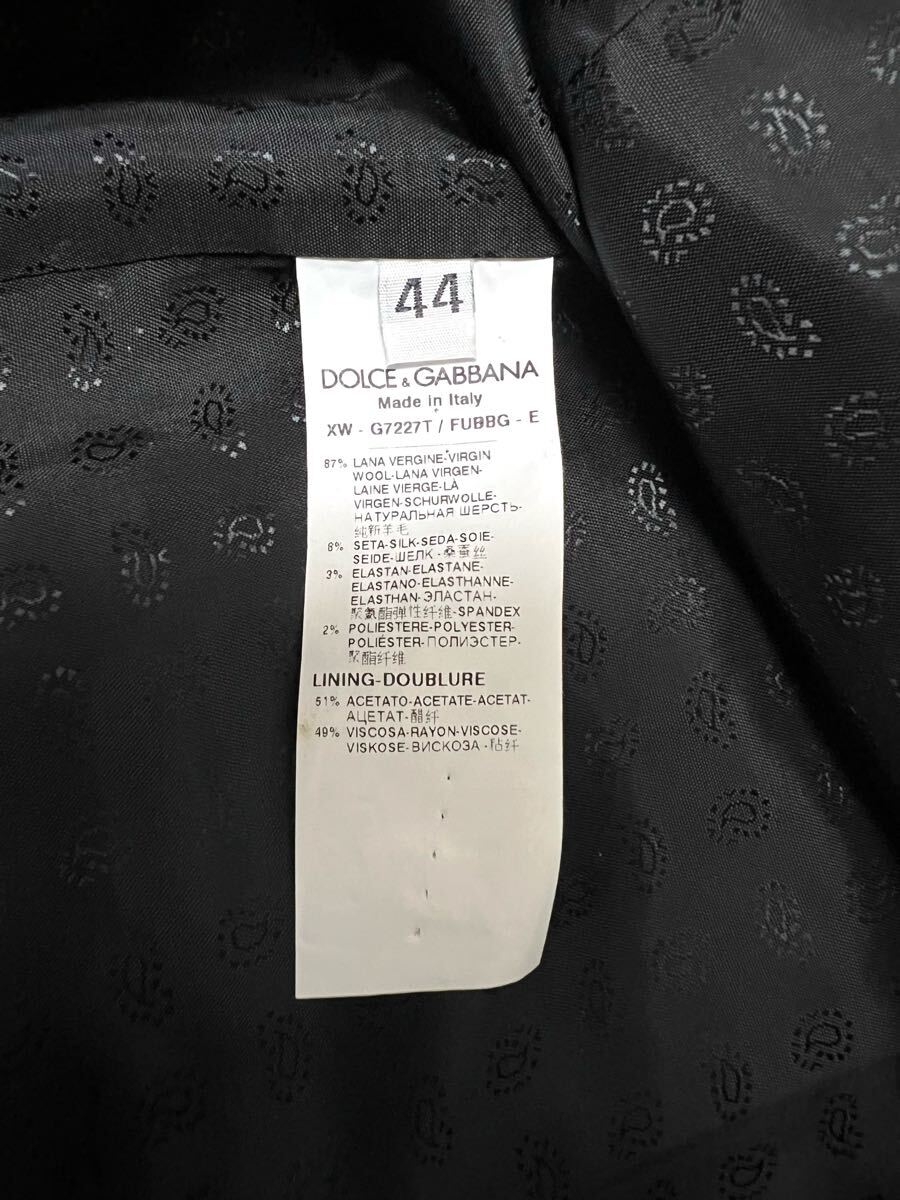 44
DOLCE & GABBANA
Made in Italy
XW - G7227T / FUBBG - E
87% LANA VERGINE-VIRGIN
WOOL-LANA VIRGEN-
LAINE VIERGE-LÀ
VIRGEN-SCHURWOLLE-
НАТУРАЛЬНАЯ ШЕРСТЬ-
纯新羊毛
8% SETA-SILK-SEDA-SOIE-
SEIDE-ШЕЛК-桑蚕丝
3% ELASTAN-ELASTANE-
ELASTANO-ELASTHANNE-
ELASTHAN-ЭЛАСТАН-
聚氨酯弹性纤维-SPANDEX
2% POLIESTERE-POLYESTER-
POLIÉSTER-ПОЛИЭСТЕР-
聚酯纤维
LINING-DOUBLURE
51% ACETATO-ACETATE-ACETAT-
АЦЕТАТ-醋纤
49% VISCOSA-RAYON-VISCOSE-
VISKOSE-ВИСКОЗА-粘纤